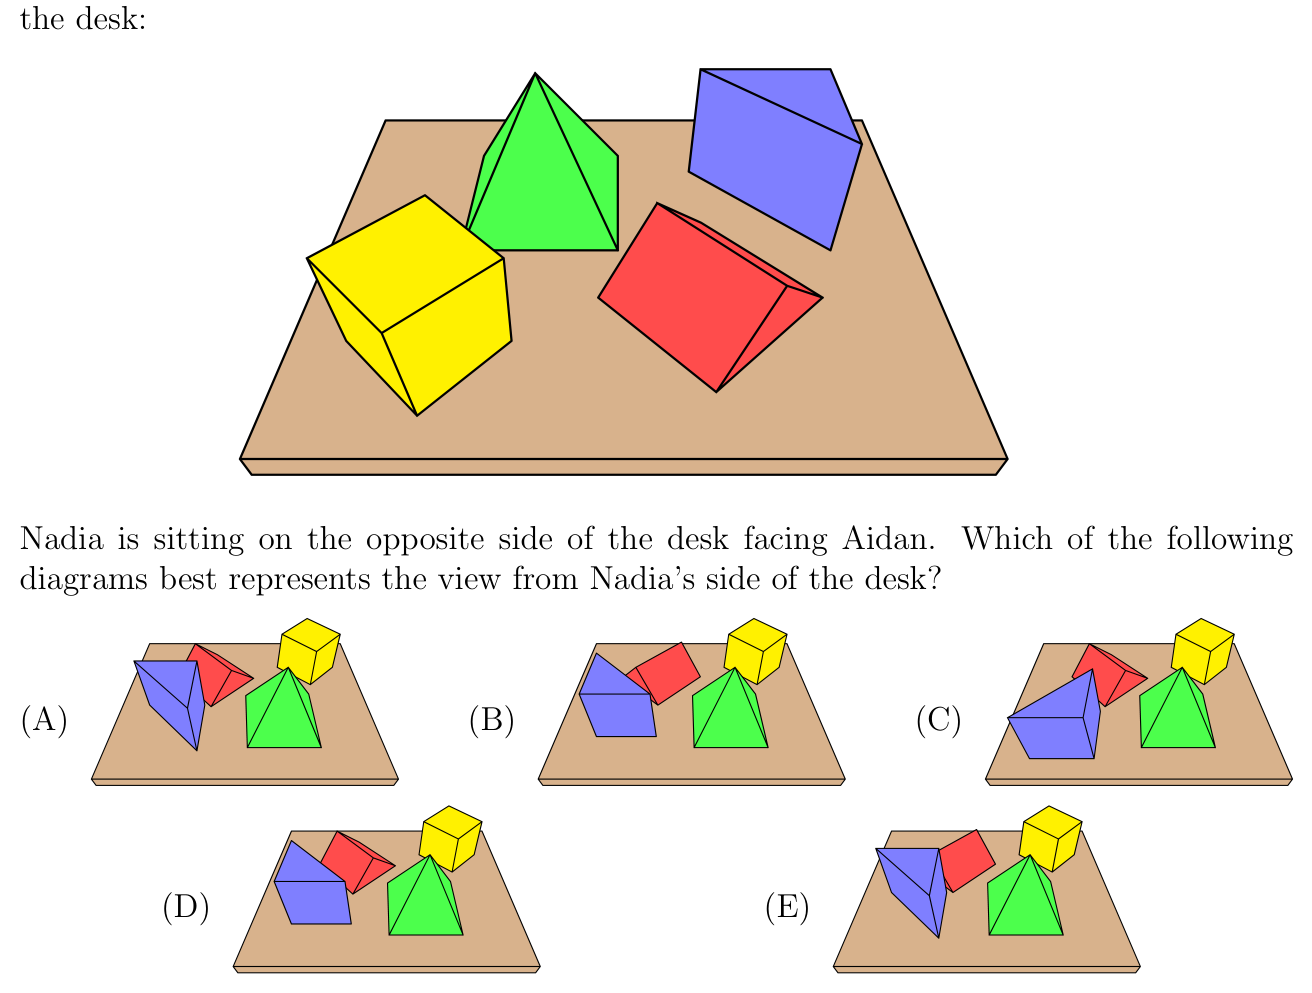 the desk:
Nadia is sitting on the opposite side of the desk facing Aidan. Which of the following
diagrams best represents the view from Nadia's side of the desk?
(A)
(B)
(C)
(D)
(E)